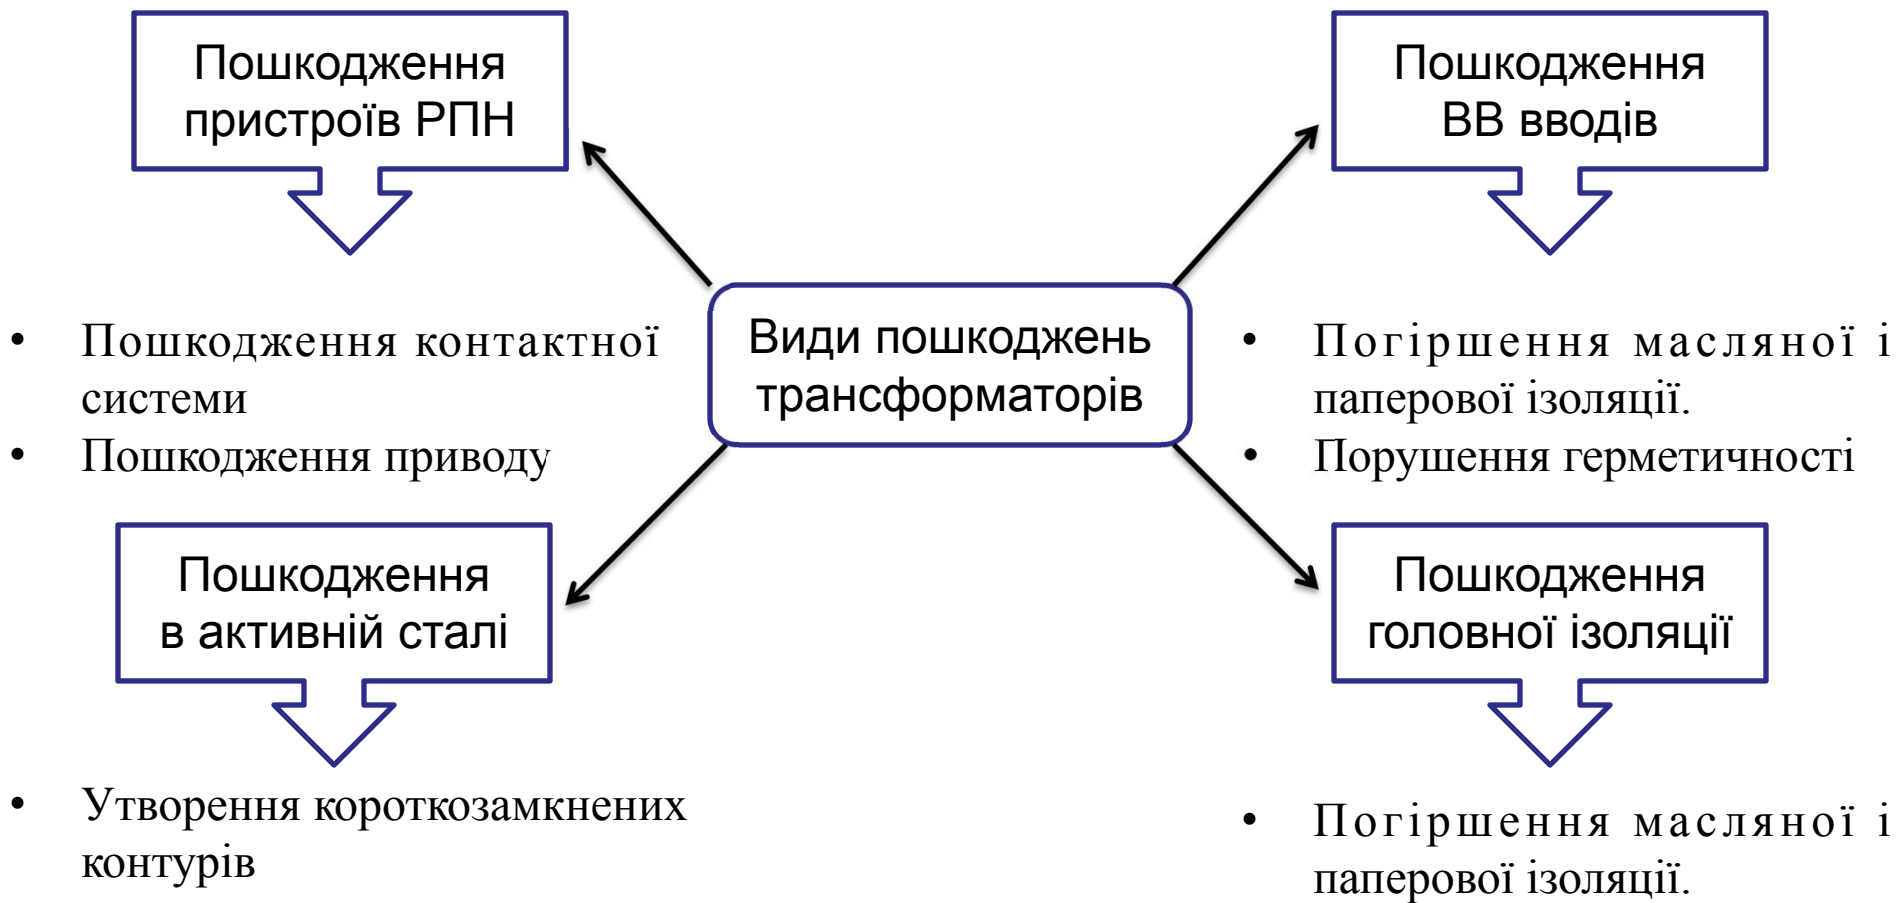 Пошкодження
пристроїв РПН
Пошкодження
ВВ вводів
• Пошкодження контактної
системи
• Пошкодження приводу
Види пошкоджень
трансформаторів
• Погіршення масляної і
паперової ізоляції.
• Порушення герметичності
Пошкодження
в активній сталі
Пошкодження
головної ізоляції
• Утворення короткозамкнених
контурів
• Погіршення масляної і
паперової ізоляції.